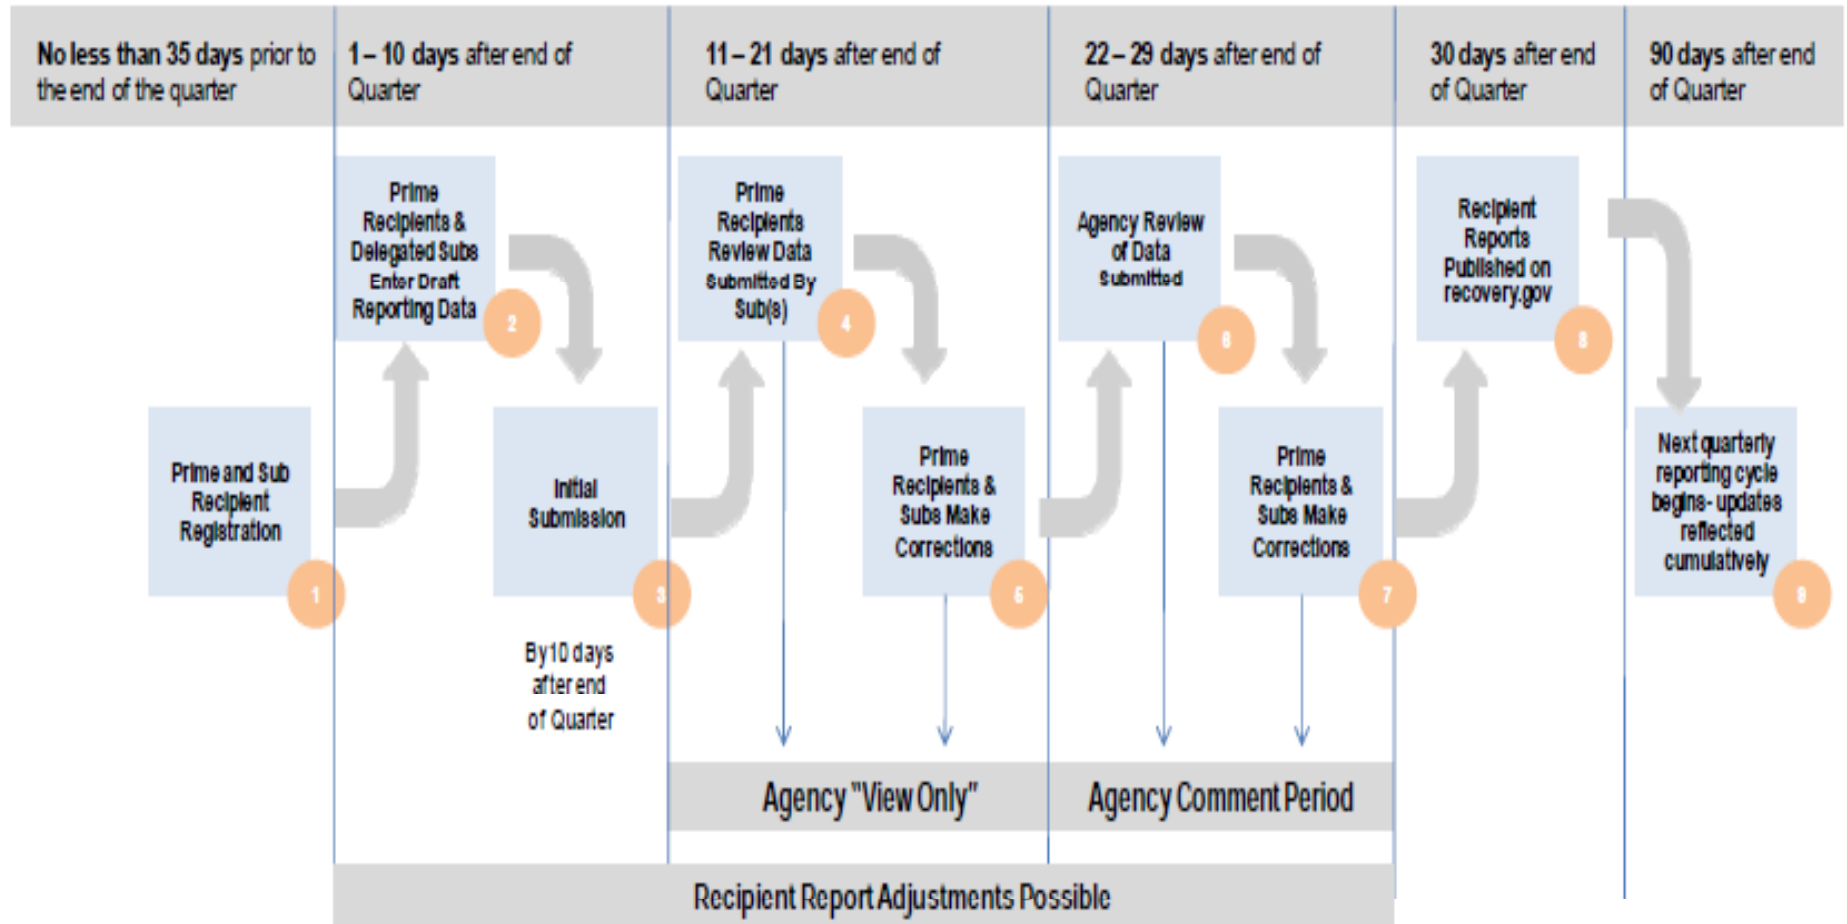 No less than 35 days prior to
the end of the quarter
1 – 10 days after end of
Quarter
11 – 21 days after end of
Quarter
22 – 29 days after end of
Quarter
30 days after end
of Quarter
90 days after end
of Quarter
Prime and Sub
Recipient
Registration
1
Prime
Recipients &
Delegated Subs
Enter Draft
Reporting Data
2
Initial
Submission
3
By 10 days
after end
of Quarter
Prime
Recipients
Review Data
Submitted By
Sub(s)
4
Prime
Recipients &
Subs Make
Corrections
5
Agency Review
of Data
Submitted
6
Prime
Recipients &
Subs Make
Corrections
7
Recipient
Reports
Published on
recovery.gov
8
Next quarterly
reporting cycle
begins- updates
reflected
cumulatively
9
Agency "View Only"
Agency Comment Period
Recipient Report Adjustments Possible